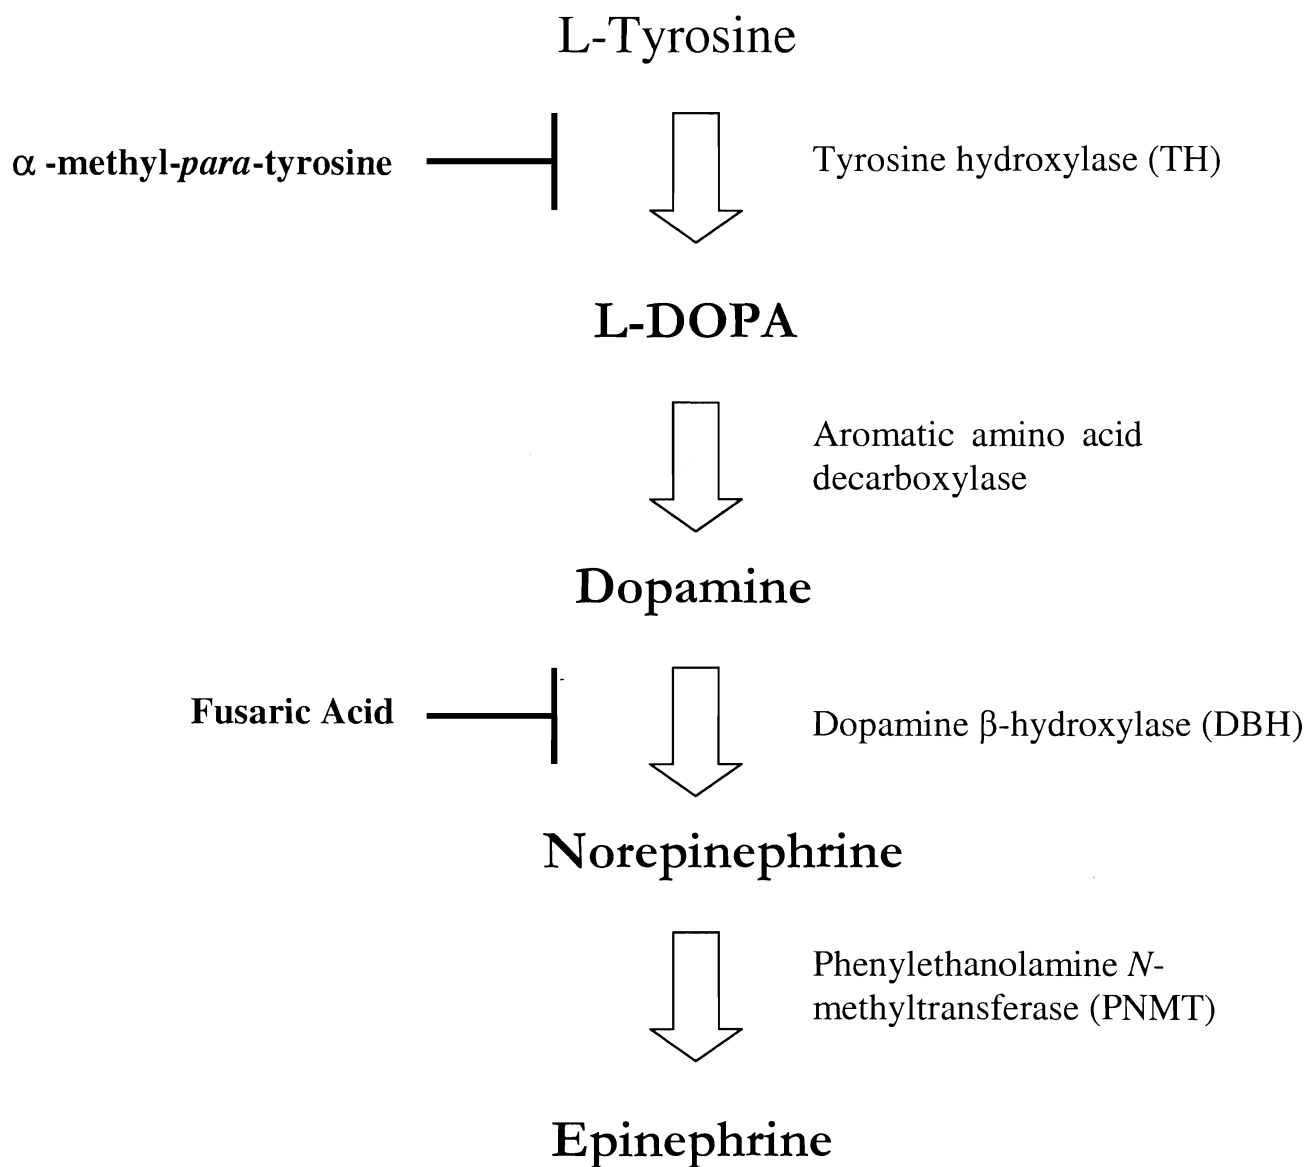 L-Tyrosine
α -methyl-para-tyrosine
Tyrosine hydroxylase (TH)
L-DOPA
Aromatic amino acid
decarboxylase
Dopamine
Fusaric Acid
Dopamine β-hydroxylase (DBH)
Norepinephrine
Phenylethanolamine N-
methyltransferase (PNMT)
Epinephrine